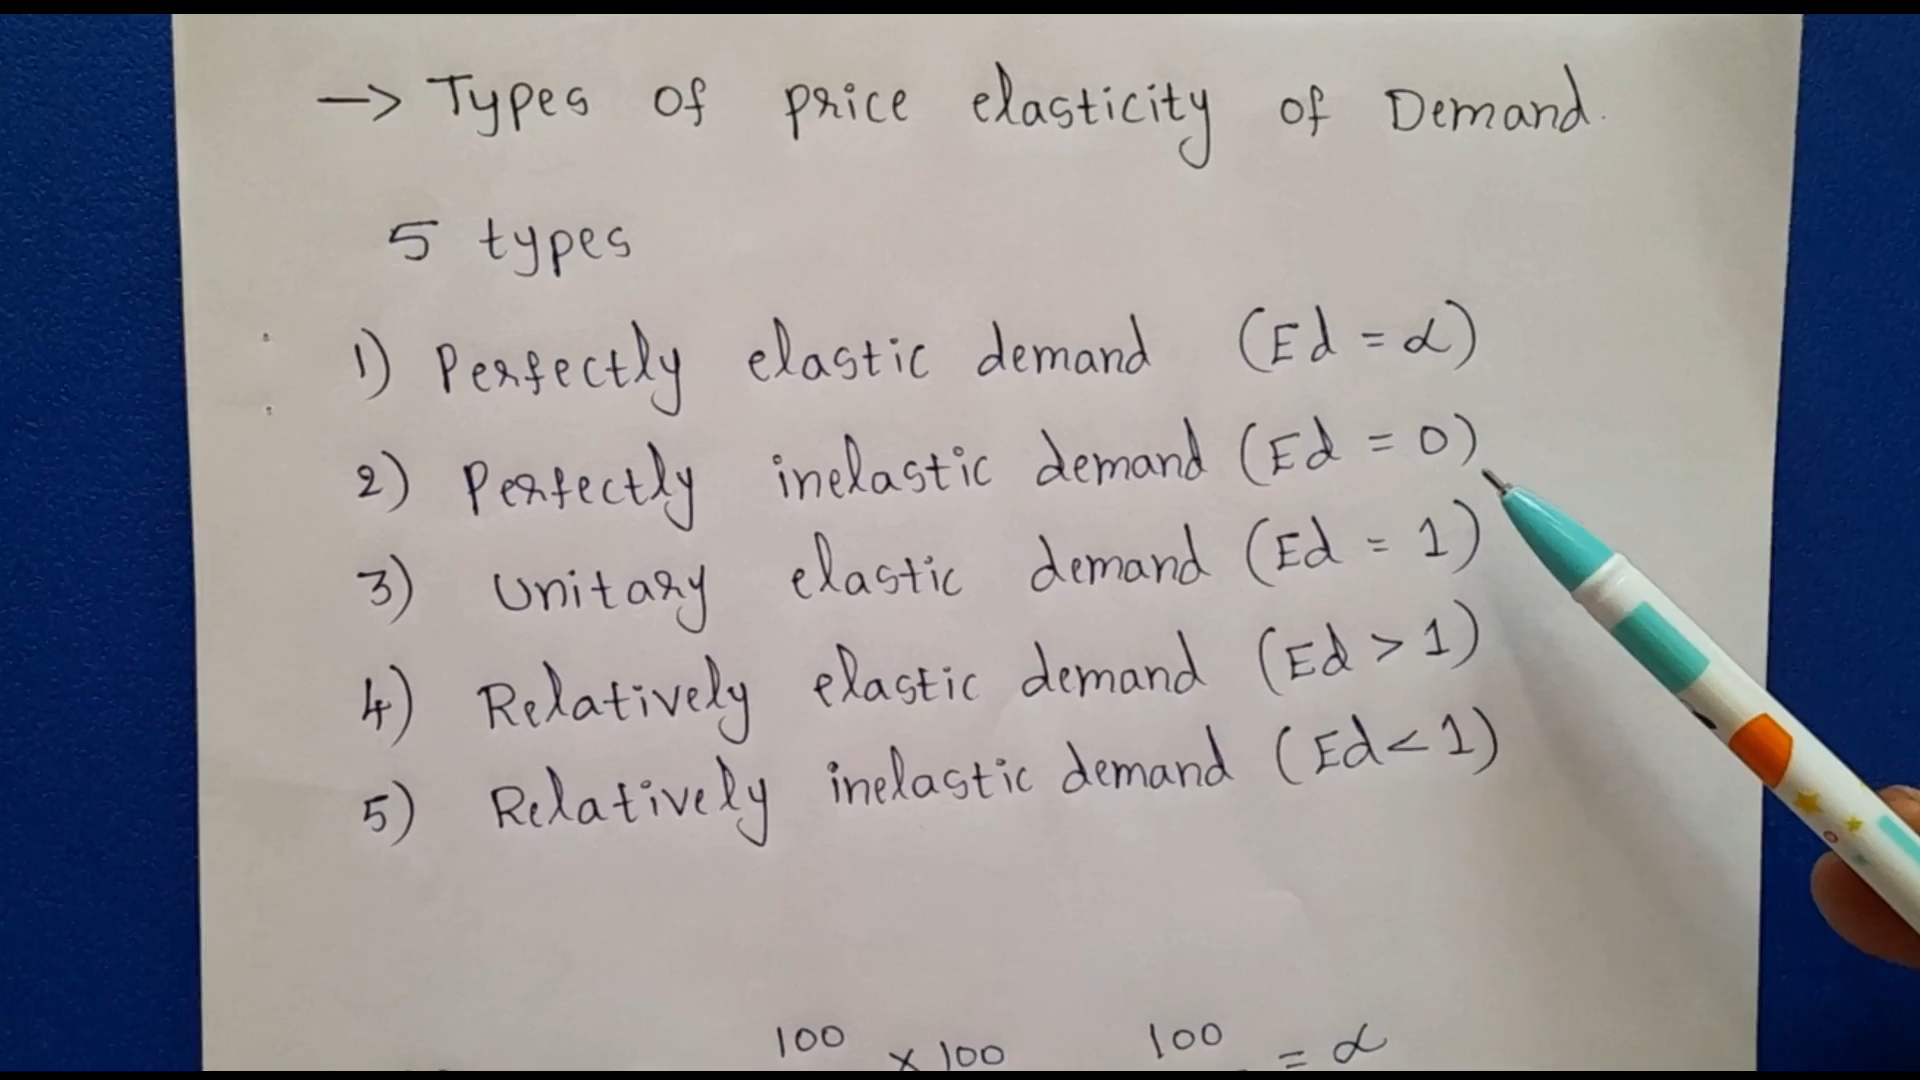 → Types of price elasticity of Demand.
5 types
1) Perfectly elastic demand (Ed = α)
2) Perfectly inelastic demand (Ed = 0)
3) Unitary elastic demand (Ed = 1)
4) Relatively elastic demand (Ed > 1)
5) Relatively inelastic demand (Ed < 1)
100 × 100 100 = α